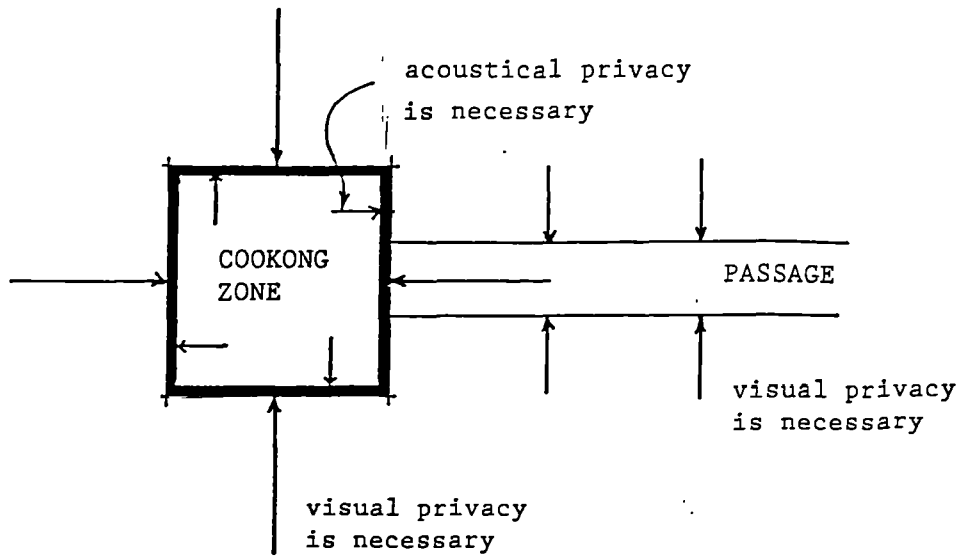 acoustical privacy
is necessary
COOKONG
ZONE
PASSAGE
visual privacy
is necessary
visual privacy
is necessary